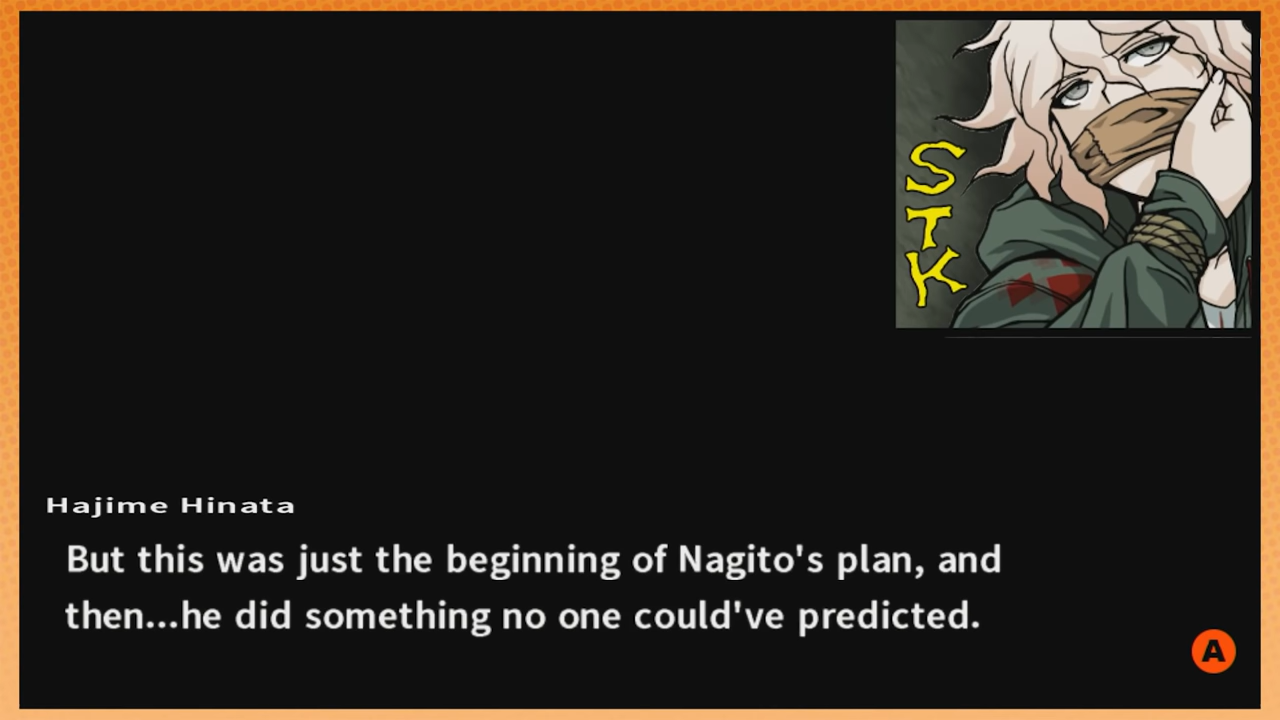 STK
Hajime Hinata
But this was just the beginning of Nagito's plan, and
then...he did something no one could've predicted.
A